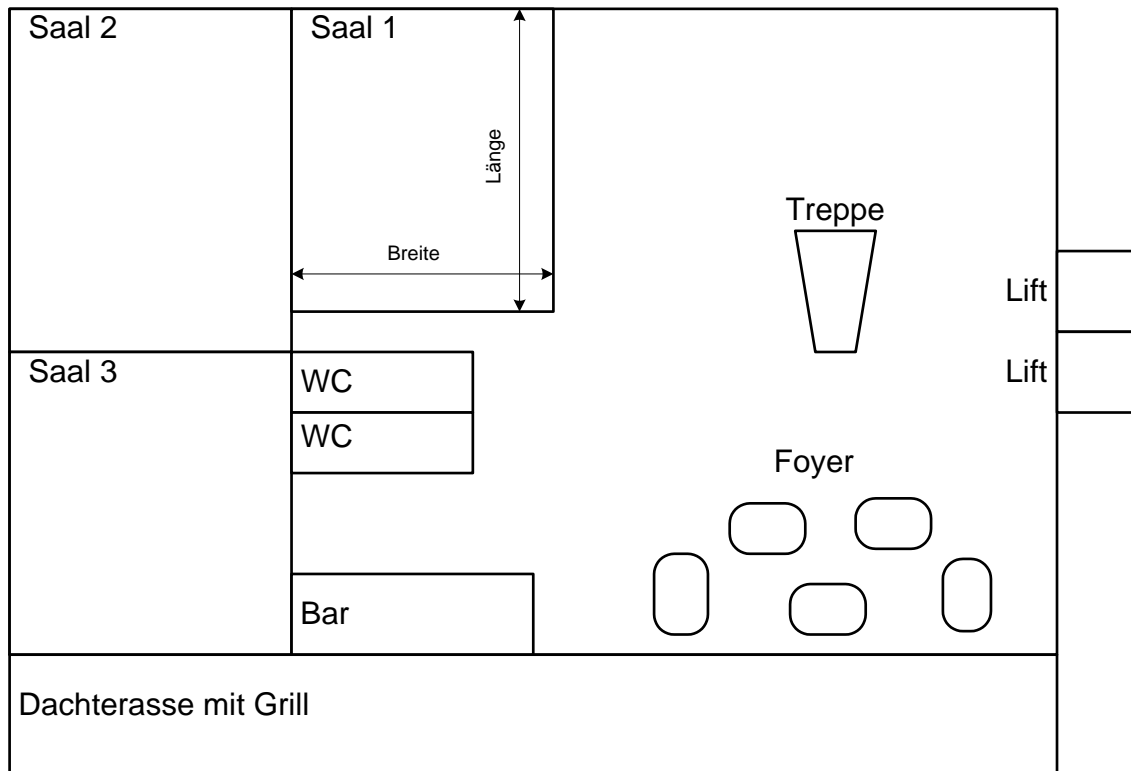 Saal 2
Saal 1
Länge
Breite
Treppe
Lift
Lift
Saal 3
WC
WC
Foyer
Bar
Dachterasse mit Grill